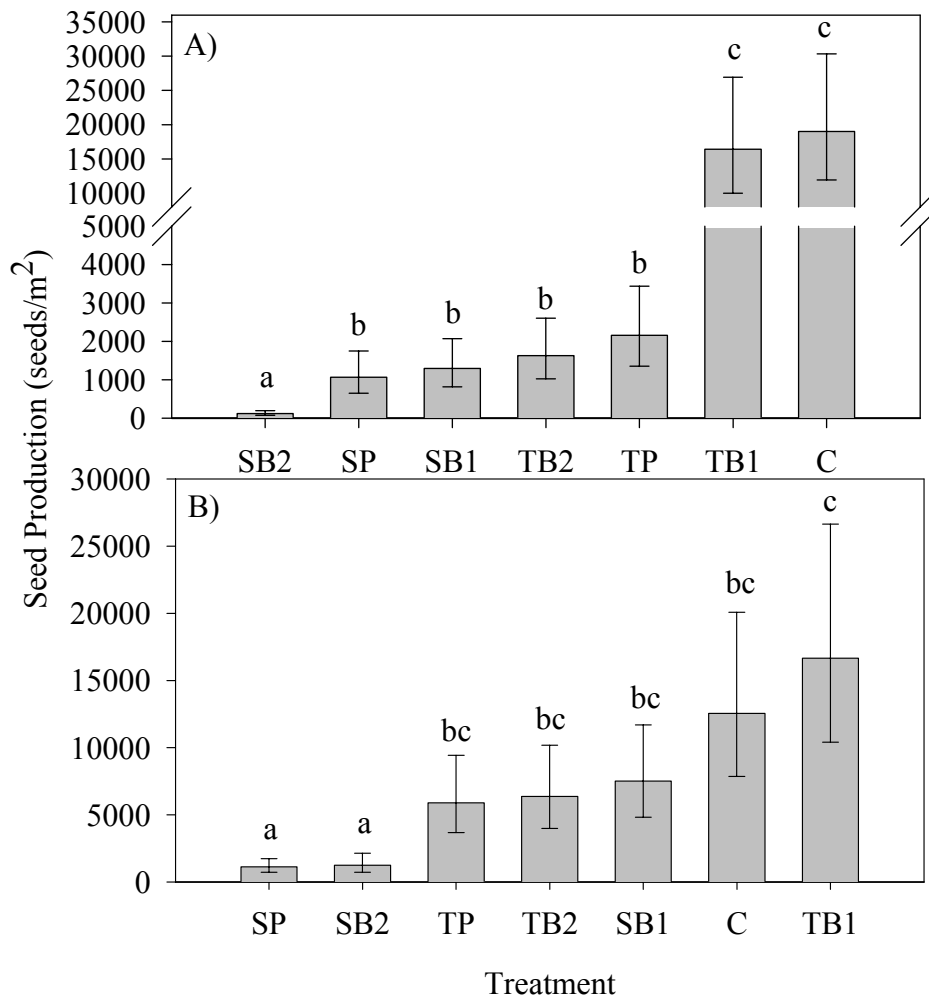 A)
35000
30000
25000
20000
15000
10000
5000
4000
3000
2000
1000
0
a
b
b
b
b
c
c
SB2 SP SB1 TB2 TP TB1 C
Seed Production (seeds/m²)
B)
30000
25000
20000
15000
10000
5000
0
a
a
bc
bc
bc
bc
c
SP SB2 TP TB2 SB1 C TB1
Treatment